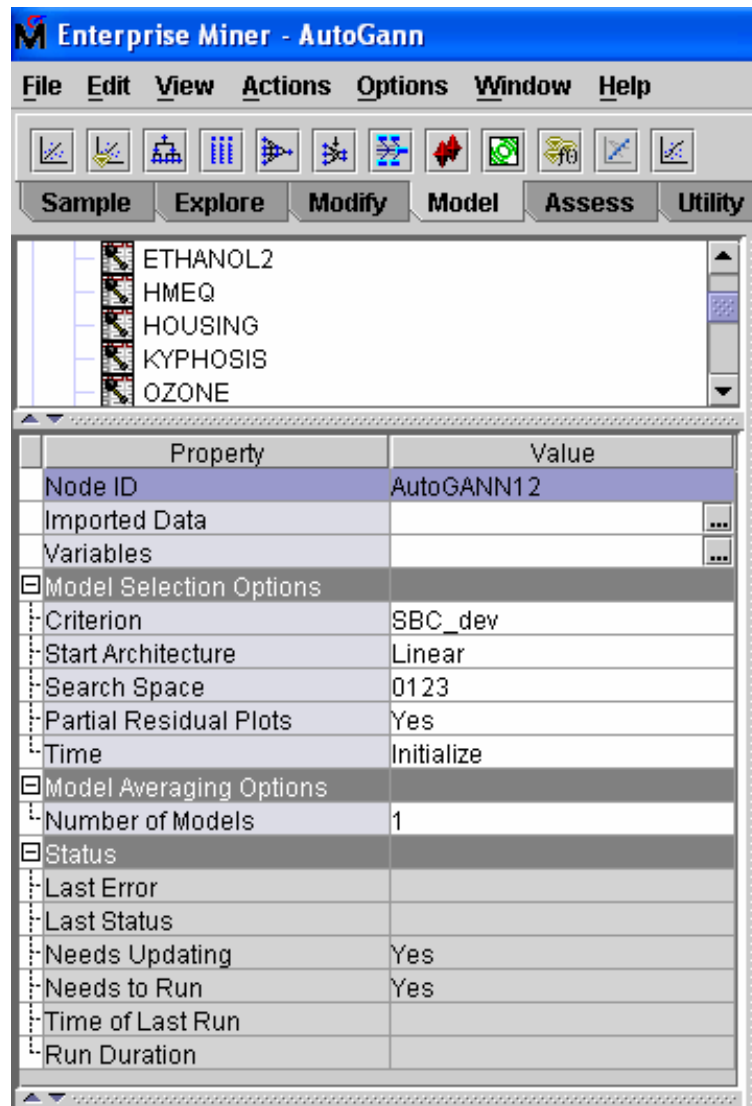 Enterprise Miner - AutoGann
File Edit View Actions Options Window Help
Sample Explore Modify Model Assess Utility
ETHANOL2
HMEQ
HOUSING
KYPHOSIS
OZONE
Property Value
Node ID AutoGANN12
Imported Data ...
Variables ...
Model Selection Options
Criterion SBC_dev
Start Architecture Linear
Search Space 0123
Partial Residual Plots Yes
Time Initialize
Model Averaging Options
Number of Models 1
Status
Last Error
Last Status
Needs Updating Yes
Needs to Run Yes
Time of Last Run
Run Duration